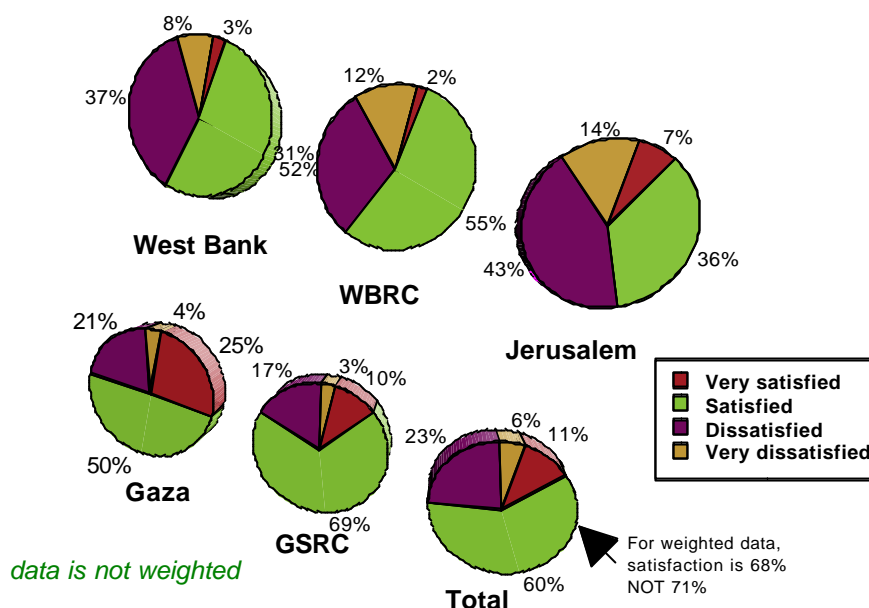 8%
3%
37%
31%
52%
West Bank
12%
2%
55%
WBRC
14%
7%
43%
36%
Jerusalem
21%
4%
25%
50%
Gaza
17%
3%
10%
69%
GSRC
23%
6%
11%
60%
Total
Very satisfied
Satisfied
Dissatisfied
Very dissatisfied
For weighted data,
satisfaction is 68%
NOT 71%
data is not weighted